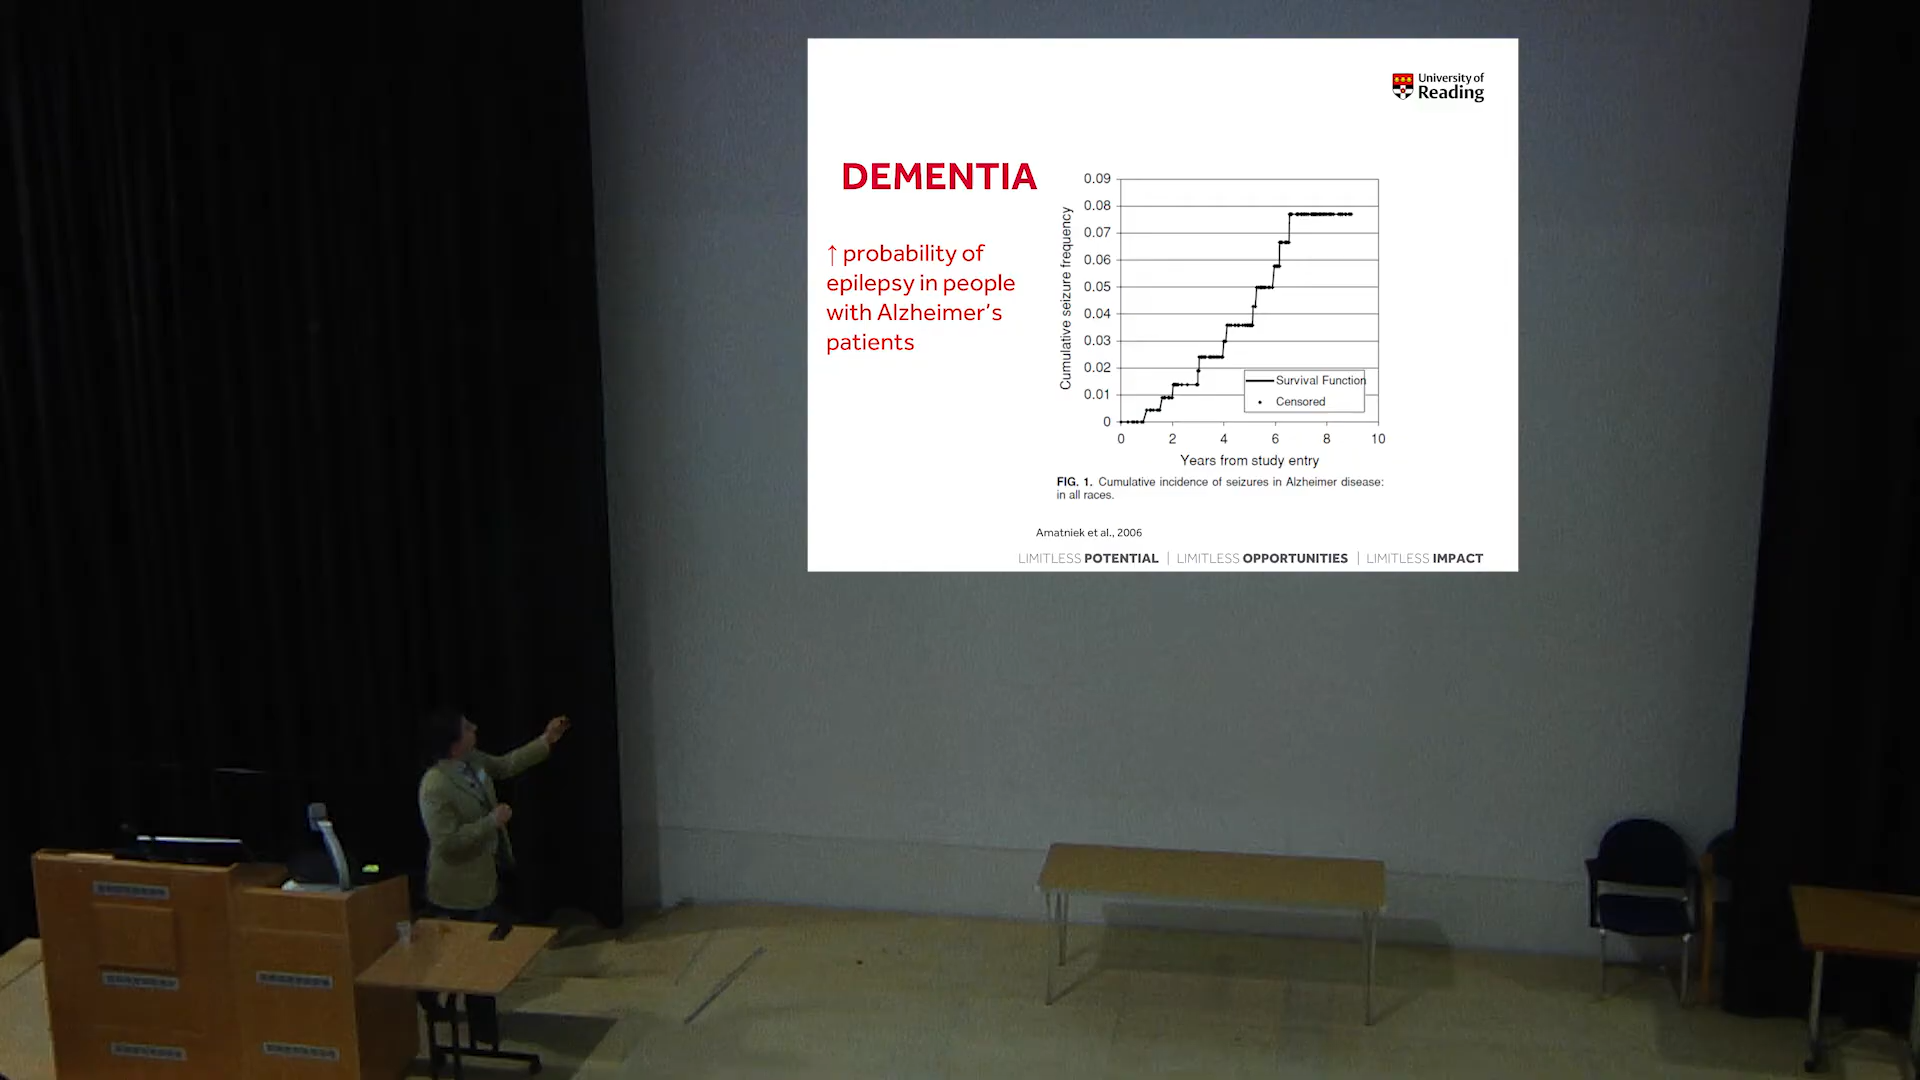 University of
Reading
DEMENTIA
↑ probability of
epilepsy in people
with Alzheimer's
patients
Cumulative seizure frequency
0.09
0.08
0.07
0.06
0.05
0.04
0.03
0.02
0.01
0
0 2 4 6 8 10
Survival Function
Censored
Years from study entry
FIG. 1. Cumulative incidence of seizures in Alzheimer disease:
in all races.
Amatniek et al., 2006
LIMITLESS POTENTIAL | LIMITLESS OPPORTUNITIES | LIMITLESS IMPACT